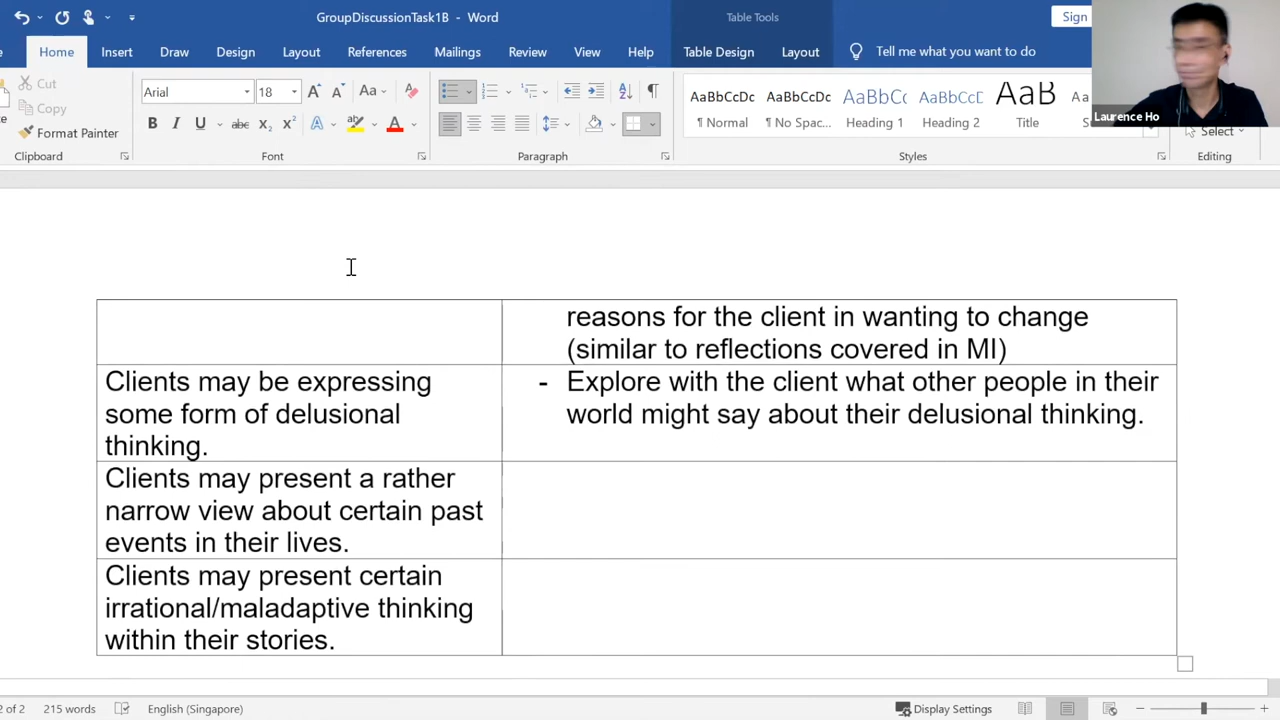 GroupDiscussionTask1B - Word
Table Tools
Sign
Home
Insert
Draw
Design
Layout
References
Mailings
Review
View
Help
Table Design
Layout
Tell me what you want to do
Cut
Copy
Format Painter
Clipboard
Arial
18
Font
Paragraph
AaBbCcDc
¶ Normal
AaBbCcDc
¶ No Spac...
AaBbCc
Heading 1
AaBbCcD
Heading 2
AaB
Title
Styles
Select
Editing
Laurence Ho
reasons for the client in wanting to change
(similar to reflections covered in MI)
Clients may be expressing
some form of delusional
thinking.
- Explore with the client what other people in their
world might say about their delusional thinking.
Clients may present a rather
narrow view about certain past
events in their lives.
Clients may present certain
irrational/maladaptive thinking
within their stories.
2 of 2
215 words
English (Singapore)
Display Settings